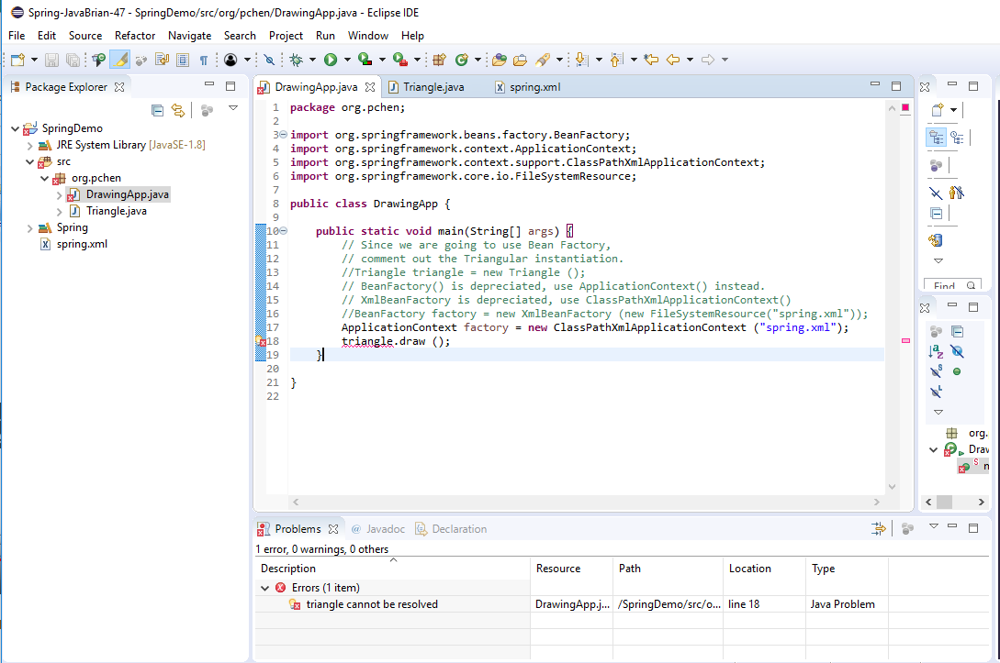 Spring-JavaBrian-47 - SpringDemo/src/org/pchen/DrawingApp.java - Eclipse IDE
File Edit Source Refactor Navigate Search Project Run Window Help
Package Explorer
SpringDemo
JRE System Library [JavaSE-1.8]
src
org.pchen
DrawingApp.java
Triangle.java
Spring
spring.xml
DrawingApp.java Triangle.java spring.xml
1 package org.pchen;
2
3 import org.springframework.beans.factory.BeanFactory;
4 import org.springframework.context.ApplicationContext;
5 import org.springframework.context.support.ClassPathXmlApplicationContext;
6 import org.springframework.core.io.FileSystemResource;
7
8 public class DrawingApp {
9
10 public static void main(String[] args) {
11 // Since we are going to use Bean Factory,
12 // comment out the Triangular instantiation.
13 //Triangle triangle = new Triangle ();
14 // BeanFactory() is depreciated, use ApplicationContext() instead.
15 // XmlBeanFactory is depreciated, use ClassPathXmlApplicationContext()
16 //BeanFactory factory = new XmlBeanFactory (new FileSystemResource("spring.xml"));
17 ApplicationContext factory = new ClassPathXmlApplicationContext ("spring.xml");
18 triangle.draw ();
19 }
20
21 }
22
Find
org.
Draw
Problems @ Javadoc Declaration
1 error, 0 warnings, 0 others
Description Resource Path Location Type
Errors (1 item)
triangle cannot be resolved DrawingApp.j... /SpringDemo/src/o... line 18 Java Problem